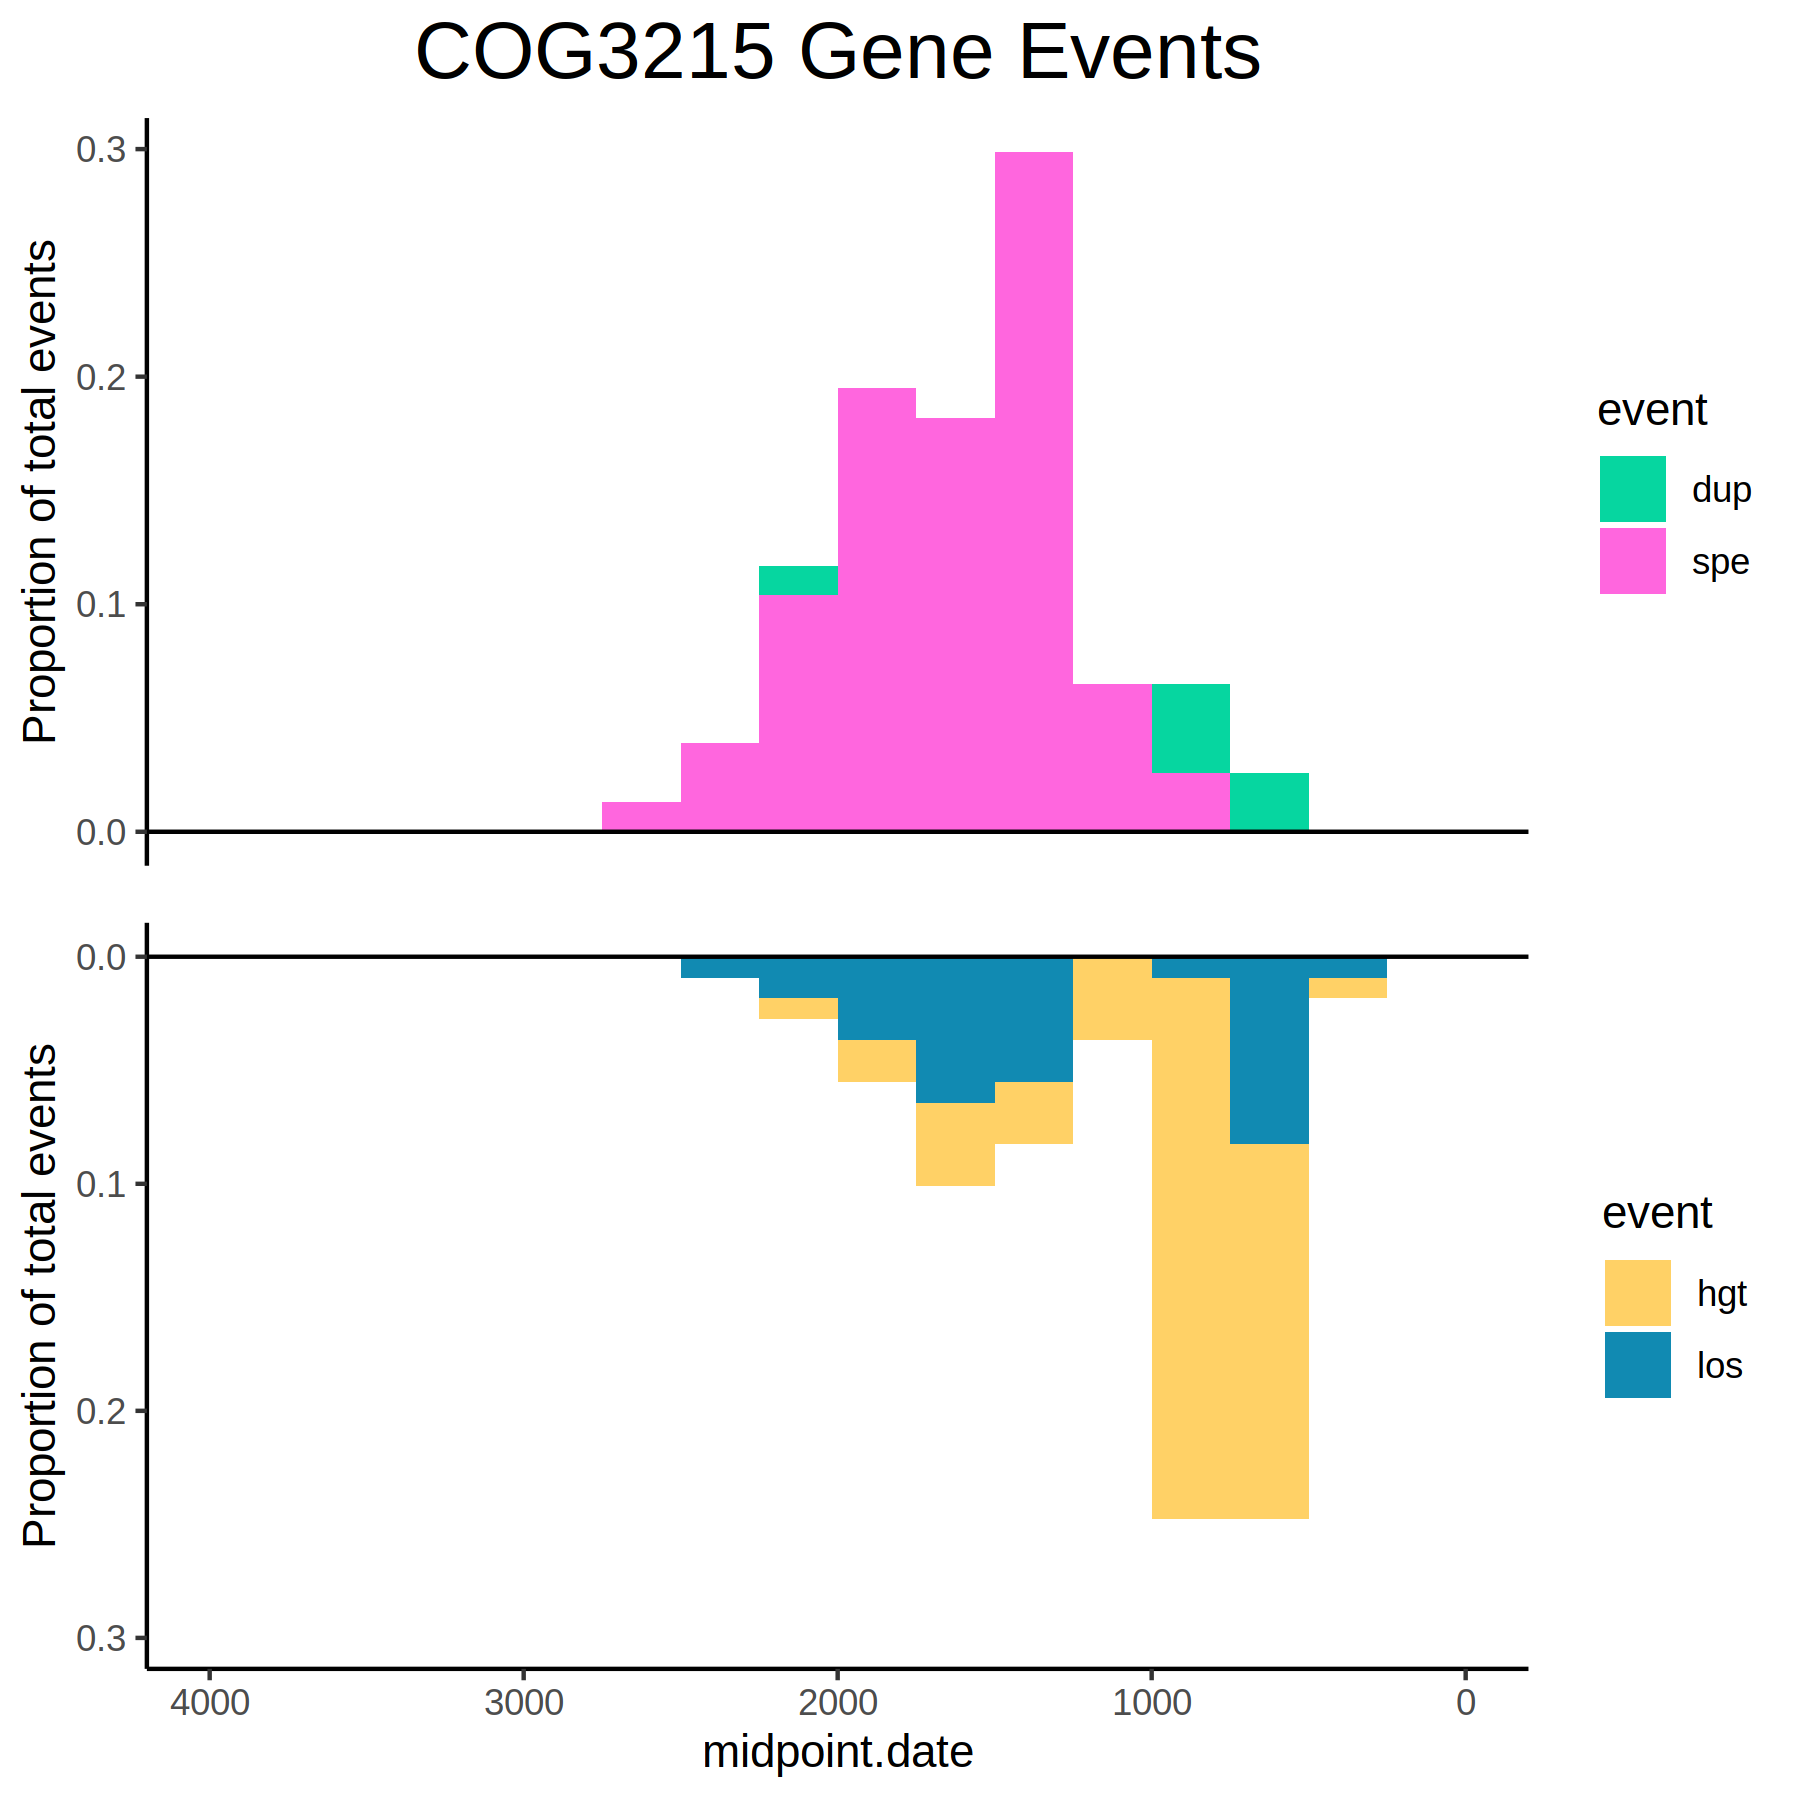 COG3215 Gene Events
Proportion of total events
0.3
0.2
0.1
0.0
event
dup
spe
Proportion of total events
0.0
0.1
0.2
0.3
event
hgt
los
4000 3000 2000 1000 0
midpoint.date